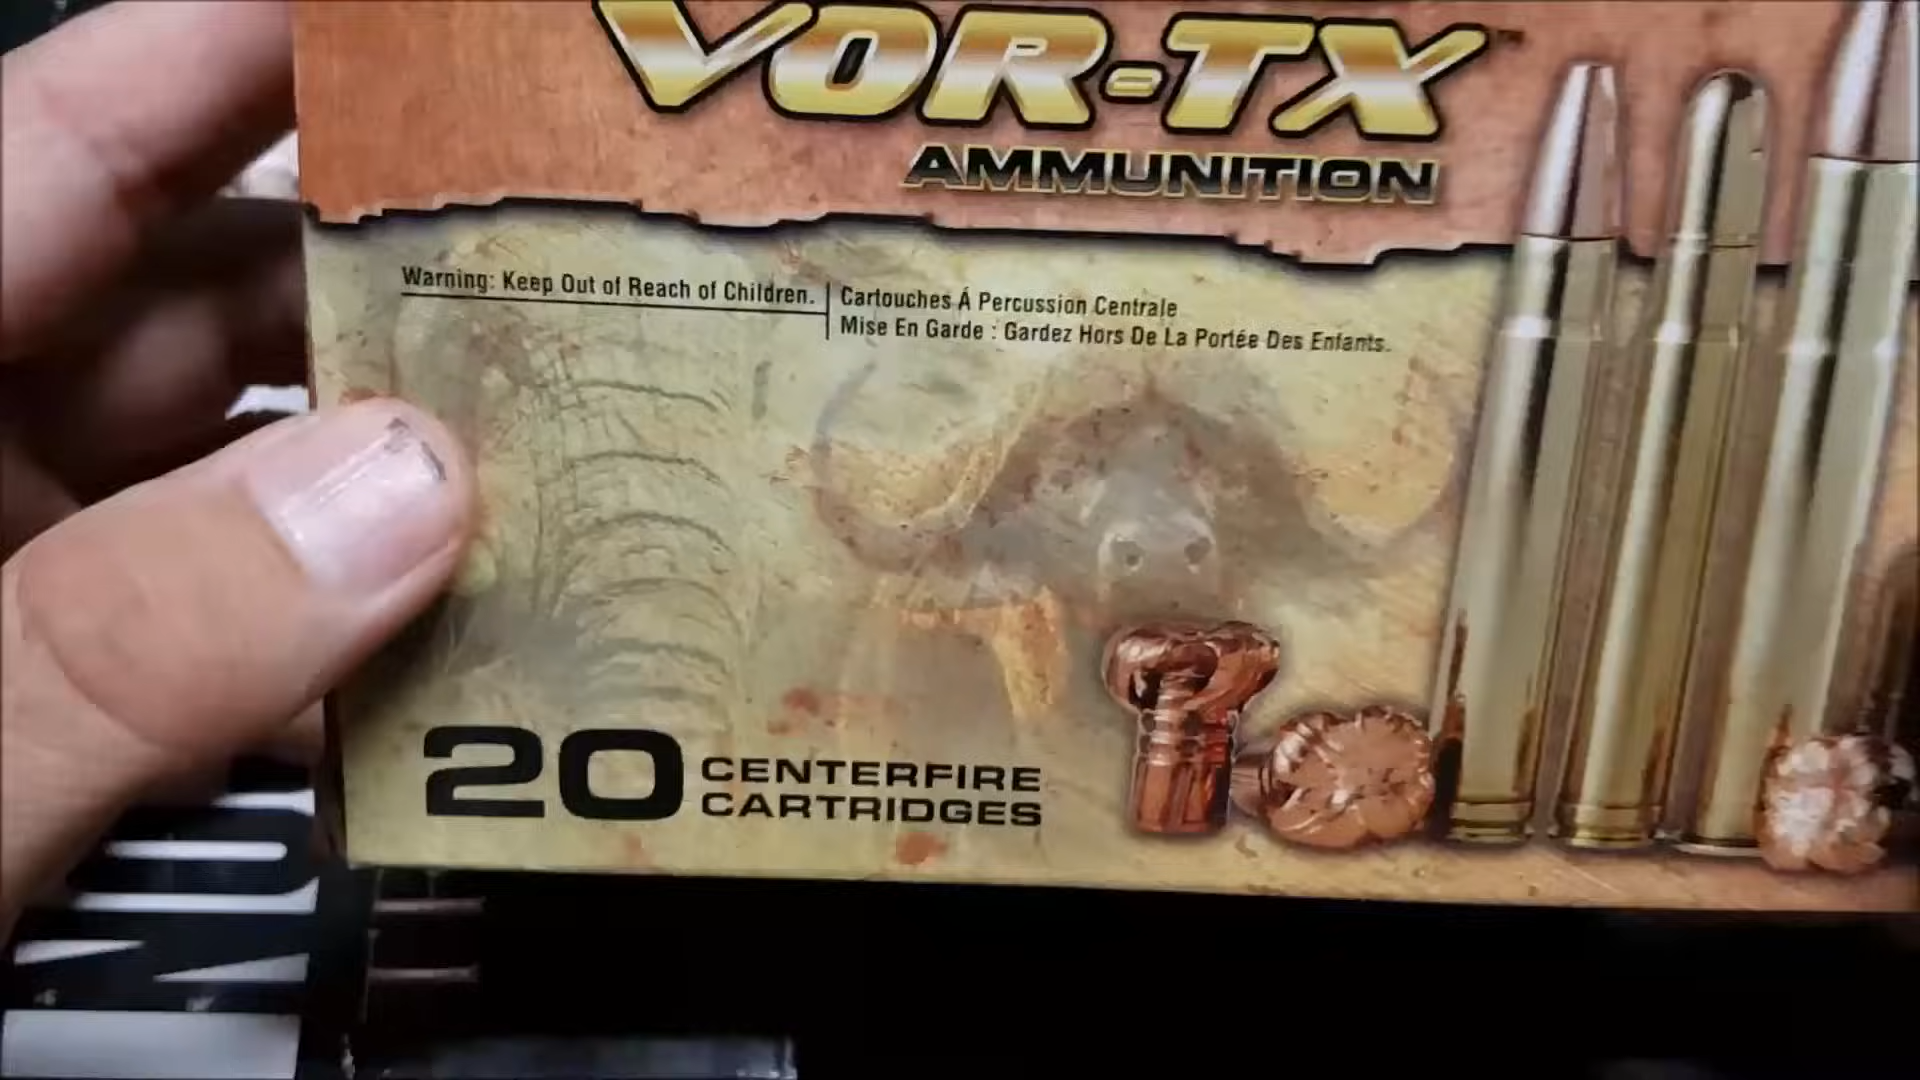 VOR-TX™
AMMUNITION
Warning: Keep Out of Reach of Children.
Cartouches Á Percussion Centrale
Mise En Garde : Gardez Hors De La Portée Des Enfants.
20 CENTERFIRE
CARTRIDGES